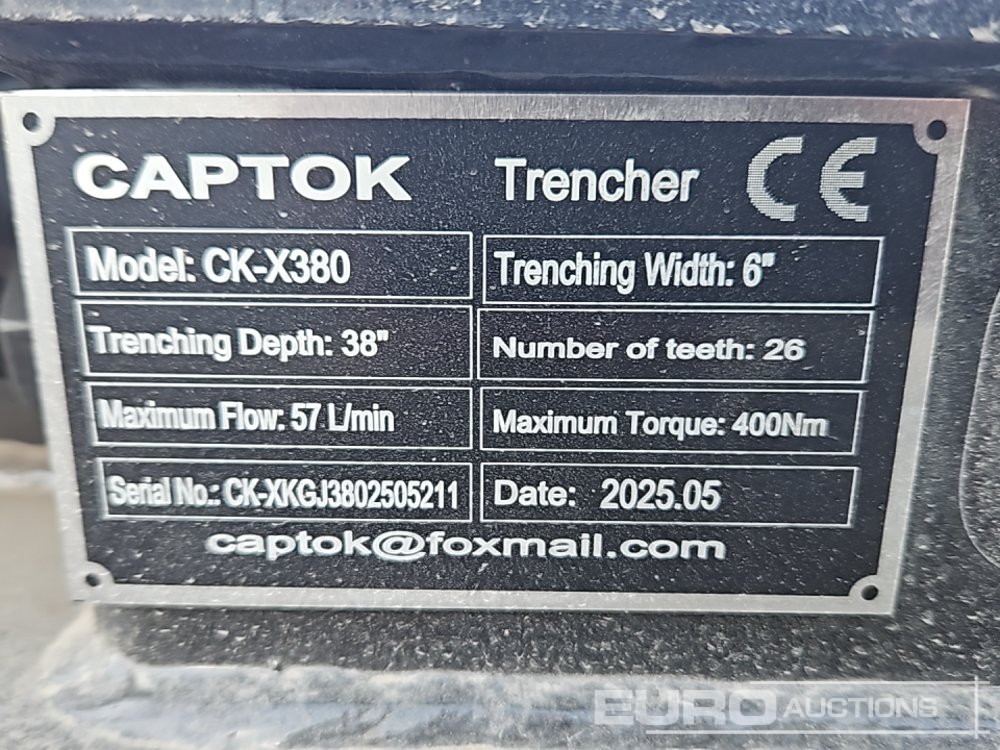 CAPTOK Trencher CE
Model: CK-X380 Trenching Width: 6"
Trenching Depth: 38" Number of teeth: 26
Maximum Flow: 57 L/min Maximum Torque: 400Nm
Serial No.: CK-XKGJ3802505211 Date: 2025.05
captok@foxmail.com
EURO AUCTIONS